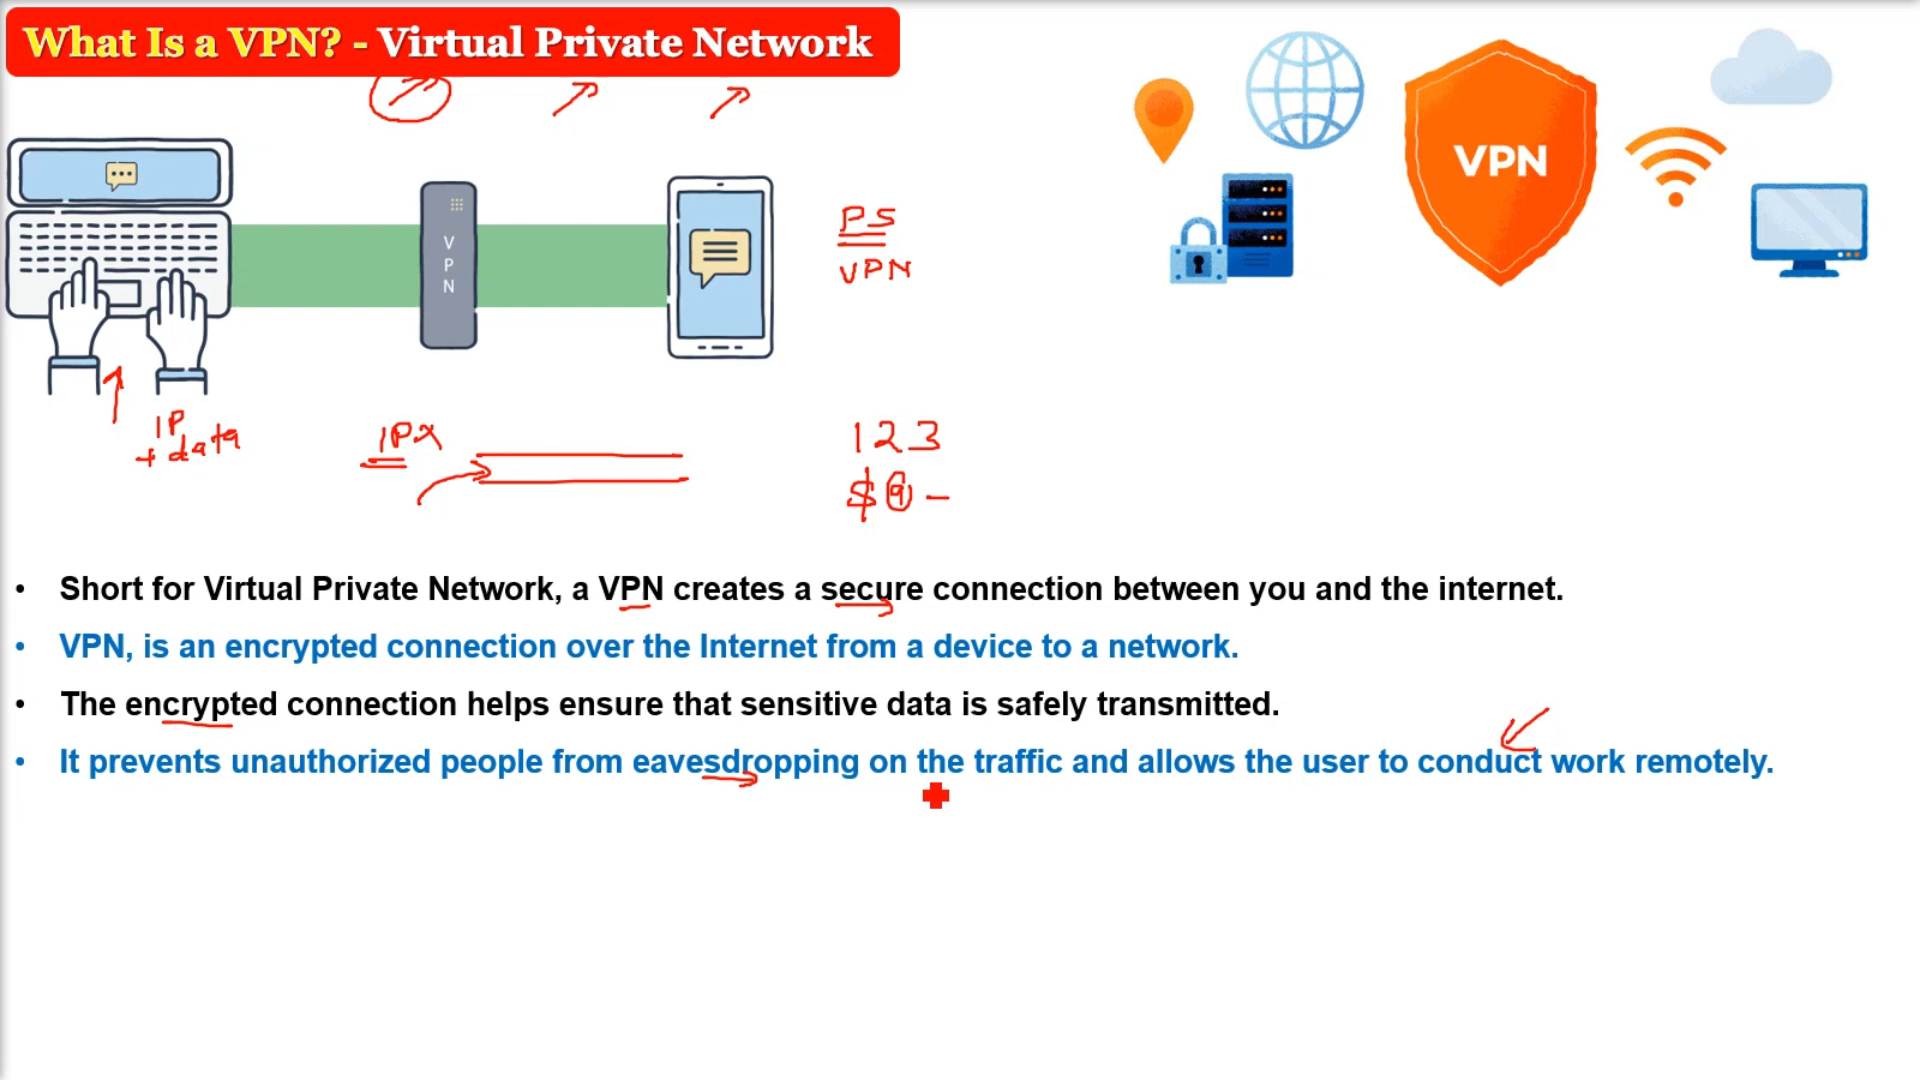 What Is a VPN? - Virtual Private Network
VPN
VPN
PS
VPN
IP
+ data
IPX
123
$@-
• Short for Virtual Private Network, a VPN creates a secure connection between you and the internet.
• VPN, is an encrypted connection over the Internet from a device to a network.
• The encrypted connection helps ensure that sensitive data is safely transmitted.
• It prevents unauthorized people from eavesdropping on the traffic and allows the user to conduct work remotely.